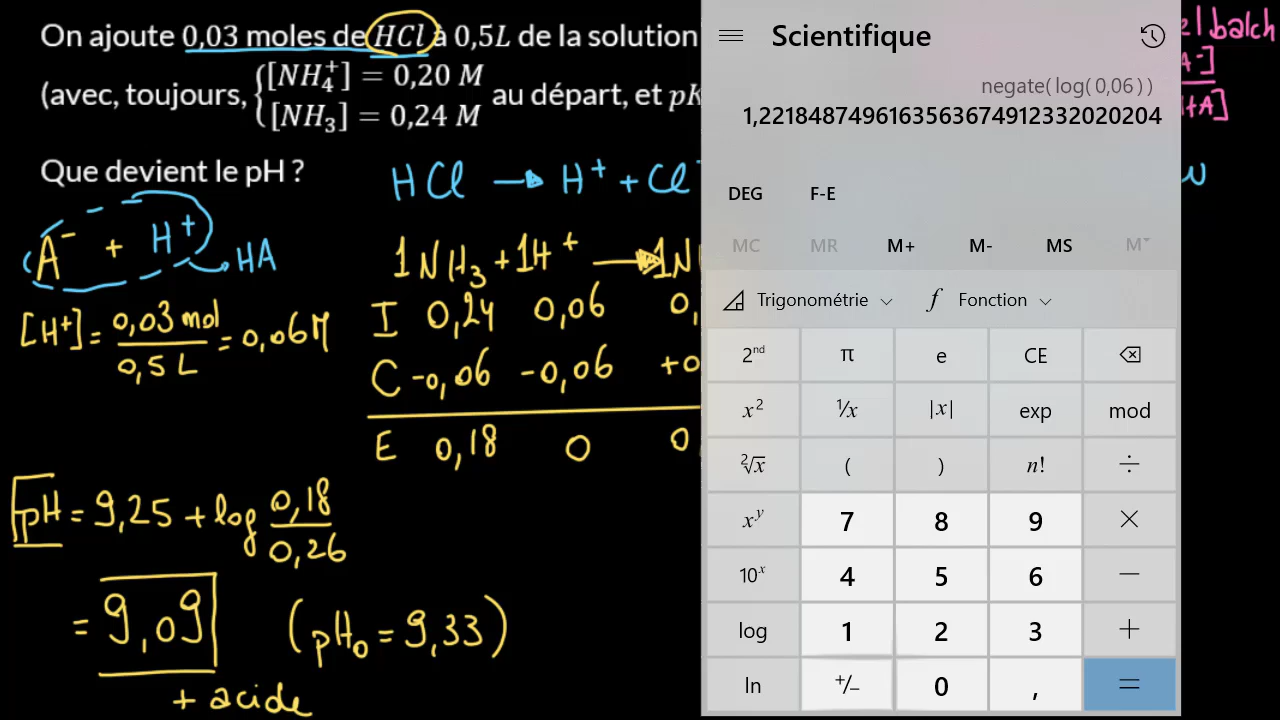 On ajoute 0,03 moles de HCl à 0,5L de la solution
(avec, toujours, { [NH₄⁺] = 0,20 M
[NH₃] = 0,24 M au départ, et pK
Que devient le pH ?
HCl → H⁺ + Cl⁻
A⁻ + H⁺
HA
[H⁺] = 0,03 mol / 0,5 L = 0,06 M
1NH₃ + 1H⁺ → 1N
I 0,24 0,06 0,
C -0,06 -0,06 +0
E 0,18 0 0,
pH = 9,25 + log 0,18 / 0,26
= 9,09 (pH₀ = 9,33)
+ acide
balch
A⁻]
HA]
Scientifique
negate(log(0,06))
1,2218487496163563674912332020204
DEG F-E
MC MR M+ M- MS M˅
Trigonométrie f Fonction
2ⁿᵈ π e CE ⌫
x² ¹/x |x| exp mod
²√x ( ) n! ÷
xʸ 7 8 9 ×
10ˣ 4 5 6 −
log 1 2 3 +
ln +/− 0 , =